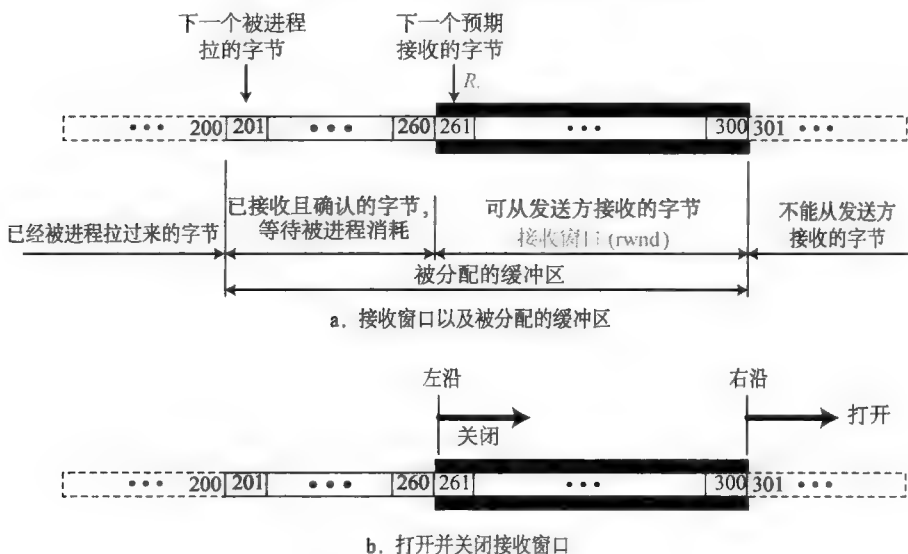 下一个被进程
拉的字节
下一个预期
接收的字节
R
••• 200 201 ••• 260 261 ••• 300 301 •••
已经被进程拉过来的字节
已接收且确认的字节，
等待被进程消耗
可从发送方接收的字节
接收窗口(rwnd)
不能从发送方
接收的字节
被分配的缓冲区
a. 接收窗口以及被分配的缓冲区
左沿
右沿
关闭
打开
••• 200 201 ••• 260 261 ••• 300 301 •••
b. 打开并关闭接收窗口